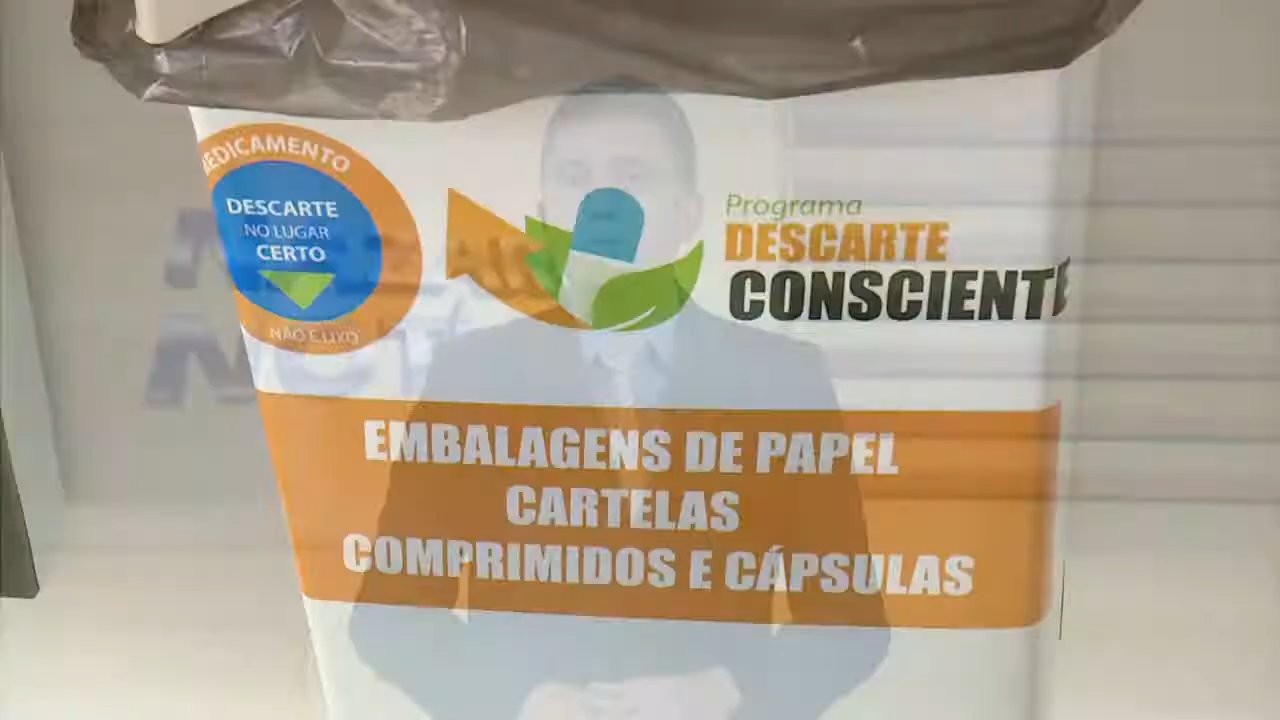 MEDICAMENTO
DESCARTE
NO LUGAR
CERTO
NÃO É LIXO
Programa
DESCARTE
CONSCIENTE
EMBALAGENS DE PAPEL
CARTELAS
COMPRIMIDOS E CÁPSULAS